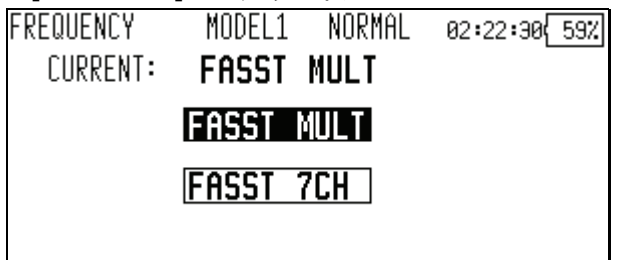 FREQUENCY MODEL1 NORMAL 02:22:30 59%
CURRENT: FASST MULT
FASST MULT
FASST 7CH